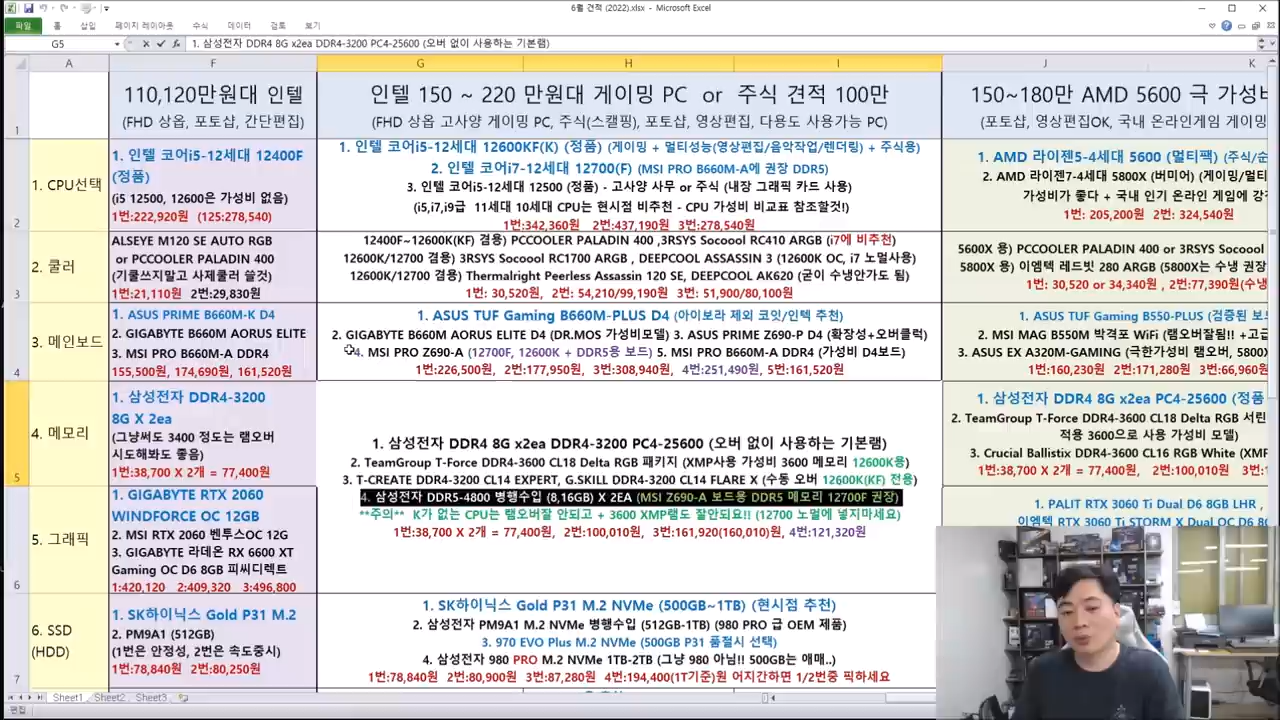 6월 견적 (2022).xlsx - Microsoft Excel
파일 홈 삽입 페이지 레이아웃 수식 데이터 검토 보기
G5 1. 삼성전자 DDR4 8G x2ea DDR4-3200 PC4-25600 (오버 없이 사용하는 기본램)
A F G H I J K
1
110,120만원대 인텔
(FHD 상옵, 포토샵, 간단편집)
인텔 150 ~ 220 만원대 게이밍 PC or 주식 견적 100만
(FHD 상옵 고사양 게이밍 PC, 주식(스캘핑), 포토샵, 영상편집, 다용도 사용가능 PC)
150~180만 AMD 5600 극 가성비
(포토샵, 영상편집OK, 국내 온라인게임 게이밍
2
1. CPU선택
1. 인텔 코어i5-12세대 12400F
(정품)
(i5 12500, 12600은 가성비 없음)
1번:222,920원 (125:278,540)
1. 인텔 코어i5-12세대 12600KF(K) (정품) (게이밍 + 멀티성능(영상편집/음악작업/렌더링) + 주식용)
2. 인텔 코어i7-12세대 12700(F) (MSI PRO B660M-A에 권장 DDR5)
3. 인텔 코어i5-12세대 12500 (정품) - 고사양 사무 or 주식 (내장 그래픽 카드 사용)
(i5,i7,i9급 11세대 10세대 CPU는 현시점 비추천 - CPU 가성비 비교표 참조할것!)
1번:342,360원 2번:437,190원 3번:278,540원
1. AMD 라이젠5-4세대 5600 (멀티팩) (주식/순
2. AMD 라이젠7-4세대 5800X (버미어) (게이밍/멀티
가성비가 좋다 + 국내 인기 온라인 게임에 강
1번: 205,200원 2번: 324,540원
3
2. 쿨러
ALSEYE M120 SE AUTO RGB
or PCCOOLER PALADIN 400
(기쿨쓰지말고 사제쿨러 쓸것)
1번:21,110원 2번:29,830원
12400F~12600K(KF) 겸용) PCCOOLER PALADIN 400 ,3RSYS Socoool RC410 ARGB (i7에 비추천)
12600K/12700 겸용) 3RSYS Socoool RC1700 ARGB , DEEPCOOL ASSASSIN 3 (12600K OC, i7 노멀사용)
12600K/12700 겸용) Thermalright Peerless Assassin 120 SE, DEEPCOOL AK620 (굳이 수냉안가도 됨)
1번: 30,520원, 2번: 54,210/99,190원 3번: 51,900/80,100원
5600X 용) PCCOOLER PALADIN 400 or 3RSYS Socoool
5800X 용) 이엠텍 레드빗 280 ARGB (5800X는 수냉 권장
1번: 30,520 or 34,340원 , 2번:77,390원(수냉
4
3. 메인보드
1. ASUS PRIME B660M-K D4
2. GIGABYTE B660M AORUS ELITE
3. MSI PRO B660M-A DDR4
155,500원, 174,690원, 161,520원
1. ASUS TUF Gaming B660M-PLUS D4 (아이보라 제외 코잇/인텍 추천)
2. GIGABYTE B660M AORUS ELITE D4 (DR.MOS 가성비모델) 3. ASUS PRIME Z690-P D4 (확장성+오버클럭)
4. MSI PRO Z690-A (12700F, 12600K + DDR5용 보드) 5. MSI PRO B660M-A DDR4 (가성비 D4보드)
1번:226,500원, 2번:177,950원, 3번:308,940원, 4번:251,490원, 5번:161,520원
1. ASUS TUF Gaming B550-PLUS (검증된 보
2. MSI MAG B550M 박격포 WiFi (램오버잘됨!! +고급
3. ASUS EX A320M-GAMING (극한가성비 램오버, 5800X
1번:160,230원 2번:171,280원 3번:66,960원
5
4. 메모리
1. 삼성전자 DDR4-3200
8G X 2ea
(그냥써도 3400 정도는 램오버
시도해봐도 좋음)
1번:38,700 X 2개 = 77,400원
1. 삼성전자 DDR4 8G x2ea DDR4-3200 PC4-25600 (오버 없이 사용하는 기본램)
2. TeamGroup T-Force DDR4-3600 CL18 Delta RGB 패키지 (XMP사용 가성비 3600 메모리 12600K용)
3. T-CREATE DDR4-3200 CL14 EXPERT, G.SKILL DDR4-3200 CL14 FLARE X (수동 오버 12600K(KF) 전용)
4. 삼성전자 DDR5-4800 병행수입 (8,16GB) X 2EA (MSI Z690-A 보드용 DDR5 메모리 12700F 권장)
**주의** K가 없는 CPU는 램오버잘 안되고 + 3600 XMP램도 잘안되요!! (12700 노멀에 넣지마세요)
1번:38,700 X 2개 = 77,400원, 2번:100,010원, 3번:161,920(160,010)원, 4번:121,320원
1. 삼성전자 DDR4 8G x2ea PC4-25600 (정품
2. TeamGroup T-Force DDR4-3600 CL18 Delta RGB 서린
적용 3600으로 사용 가성비 모델)
3. Crucial Ballistix DDR4-3600 CL16 RGB White (XMP
1번:38,700 X 2개 = 77,400원 2번:100,010원
6
5. 그래픽
1. GIGABYTE RTX 2060
WINDFORCE OC 12GB
2. MSI RTX 2060 벤투스OC 12G
3. GIGABYTE 라데온 RX 6600 XT
Gaming OC D6 8GB 피씨디렉트
1:420,120 2:409,320 3:496,800
1. PALIT RTX 3060 Ti Dual D6 8GB LHR ,
이엠텍 RTX 3060 Ti STORM X Dual OC D6 8G
7
6. SSD
(HDD)
1. SK하이닉스 Gold P31 M.2
2. PM9A1 (512GB)
(1번은 안정성, 2번은 속도중시)
1번:78,840원 2번:80,250원
1. SK하이닉스 Gold P31 M.2 NVMe (500GB~1TB) (현시점 추천)
2. 삼성전자 PM9A1 M.2 NVMe 병행수입 (512GB-1TB) (980 PRO 급 OEM 제품)
3. 970 EVO Plus M.2 NVMe (500GB P31 품절시 선택)
4. 삼성전자 980 PRO M.2 NVMe 1TB-2TB (그냥 980 아님!! 500GB는 애매..)
1번:78,840원 2번:80,900원 3번:87,280원 4번:194,400(1T기준)원 어지간하면 1/2번중 픽하세요
Sheet1 Sheet2 Sheet3
편집